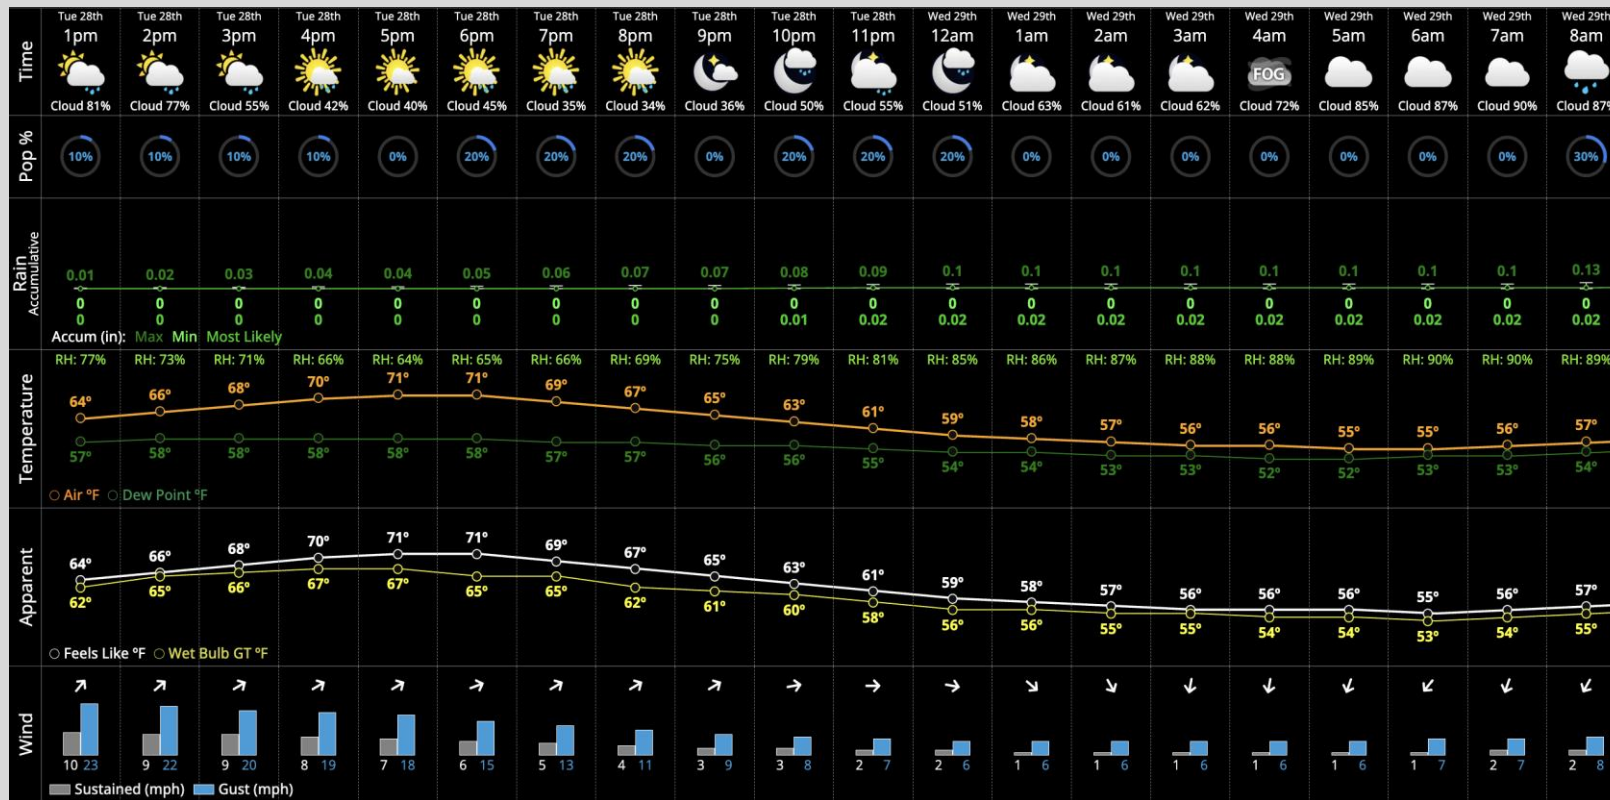 Tue 28th Tue 28th Tue 28th Tue 28th Tue 28th Tue 28th Tue 28th Tue 28th Tue 28th Tue 28th Tue 28th Wed 29th Wed 29th Wed 29th Wed 29th Wed 29th Wed 29th Wed 29th Wed 29th Wed 29th
1pm 2pm 3pm 4pm 5pm 6pm 7pm 8pm 9pm 10pm 11pm 12am 1am 2am 3am 4am 5am 6am 7am 8am
Time
FOG
Cloud 81% Cloud 77% Cloud 55% Cloud 42% Cloud 40% Cloud 45% Cloud 35% Cloud 34% Cloud 36% Cloud 50% Cloud 55% Cloud 51% Cloud 63% Cloud 61% Cloud 62% Cloud 72% Cloud 85% Cloud 87% Cloud 90% Cloud 87%
Pop %
10% 10% 10% 10% 0% 20% 20% 20% 0% 20% 20% 20% 0% 0% 0% 0% 0% 0% 0% 30%
Rain
Accumulative
0.01 0.02 0.03 0.04 0.04 0.05 0.06 0.07 0.07 0.08 0.09 0.1 0.1 0.1 0.1 0.1 0.1 0.1 0.1 0.13
0 0 0 0 0 0 0 0 0 0 0 0 0 0 0 0 0 0 0 0
0 0 0 0 0 0 0 0 0 0.01 0.02 0.02 0.02 0.02 0.02 0.02 0.02 0.02 0.02 0.02
Accum (in): Max Min Most Likely
RH: 77% RH: 73% RH: 71% RH: 66% RH: 64% RH: 65% RH: 66% RH: 69% RH: 75% RH: 79% RH: 81% RH: 85% RH: 86% RH: 87% RH: 88% RH: 88% RH: 89% RH: 90% RH: 90% RH: 89%
Temperature
64° 66° 68° 70° 71° 71° 69° 67° 65° 63° 61° 59° 58° 57° 56° 56° 55° 55° 56° 57°
57° 58° 58° 58° 58° 58° 57° 57° 56° 56° 55° 54° 54° 53° 53° 52° 52° 53° 53° 54°
Air °F Dew Point °F
Apparent
64° 66° 68° 70° 71° 71° 69° 67° 65° 63° 61° 59° 58° 57° 56° 56° 56° 55° 56° 57°
62° 65° 66° 67° 67° 65° 65° 62° 61° 60° 58° 56° 56° 55° 55° 54° 54° 53° 54° 55°
Feels Like °F Wet Bulb GT °F
Wind
10 23 9 22 9 20 8 19 7 18 6 15 5 13 4 11 3 9 3 8 2 7 2 6 1 6 1 6 1 6 1 6 1 6 1 7 2 7 2 8
Sustained (mph) Gust (mph)